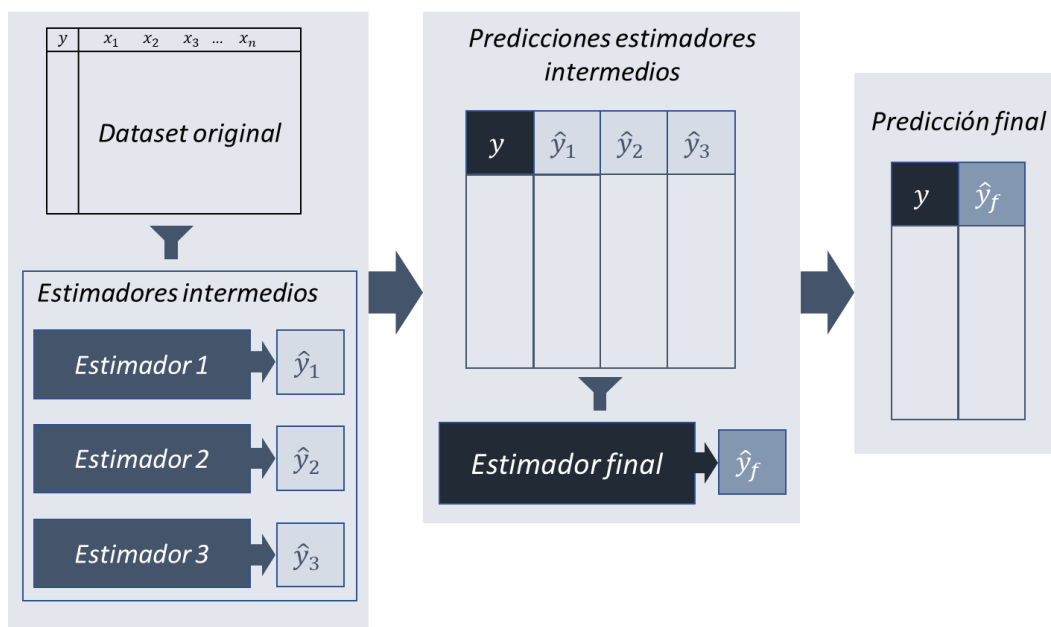 y x₁ x₂ x₃ ... xₙ
Dataset original
Estimadores intermedios
Estimador 1 ŷ₁
Estimador 2 ŷ₂
Estimador 3 ŷ₃
Predicciones estimadores
intermedios
y ŷ₁ ŷ₂ ŷ₃
Estimador final ŷ_f
Predicción final
y ŷ_f